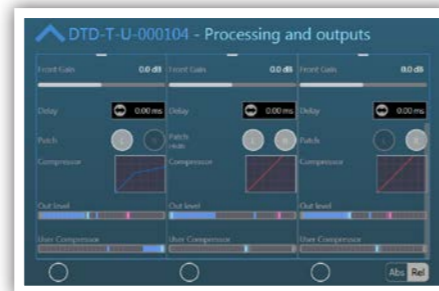 DTD-T-U-000104 - Processing and outputs
Front Gain 0.0 dB Front Gain 0.0 dB Front Gain 0.0 dB
Delay 0.00 ms Delay 0.00 ms Delay 0.00 ms
Patch L R Patch L R Patch L R
Compressor Compressor Compressor
Out level Out level Out level
User Compressor User Compressor User Compressor
Abs Rel